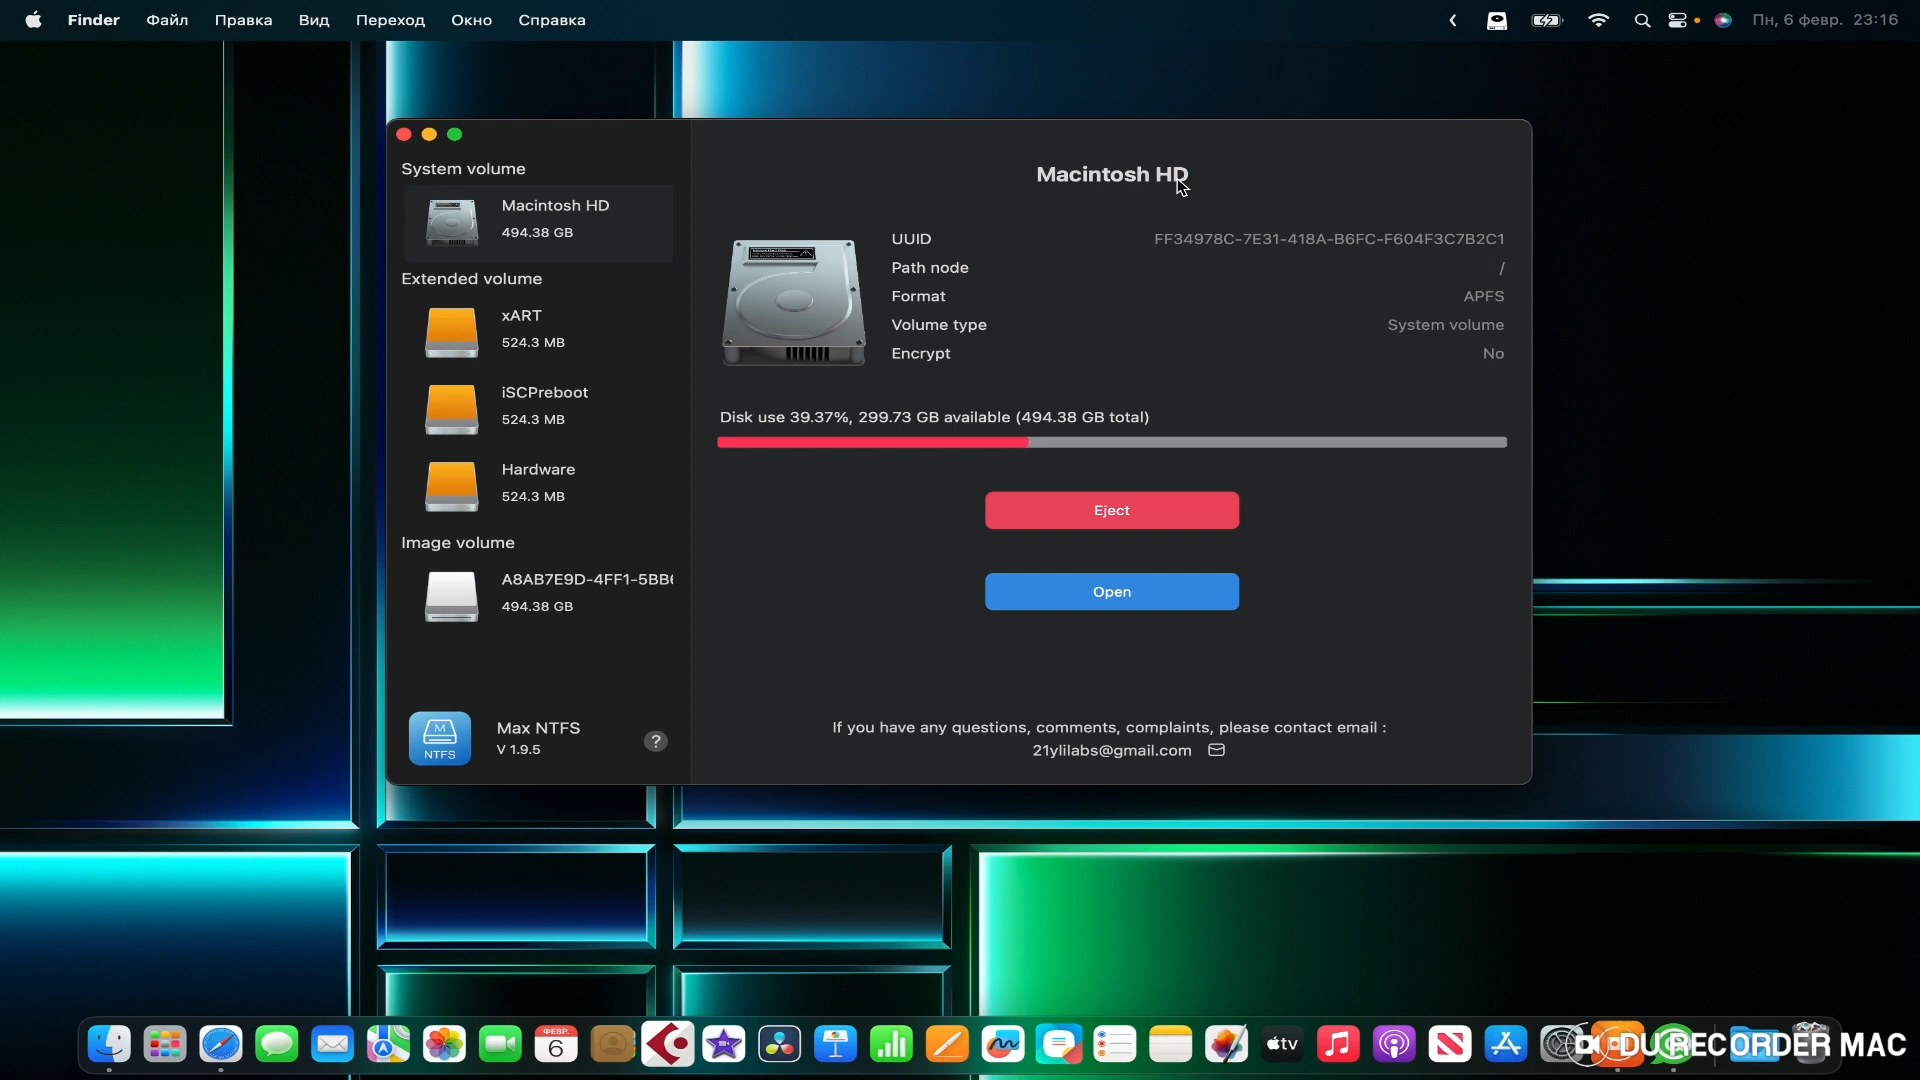 Finder Файл Правка Вид Переход Окно Справка Пн, 6 февр. 23:16
System volume
Macintosh HD
494.38 GB
Extended volume
xART
524.3 MB
iSCPreboot
524.3 MB
Hardware
524.3 MB
Image volume
A8AB7E9D-4FF1-5BB
494.38 GB
M
NTFS
Max NTFS
V 1.9.5
?
Macintosh HD
UUID FF34978C-7E31-418A-B6FC-F604F3C7B2C1
Path node /
Format APFS
Volume type System volume
Encrypt No
Disk use 39.37%, 299.73 GB available (494.38 GB total)
Eject
Open
If you have any questions, comments, complaints, please contact email :
21ylilabs@gmail.com
ФЕВР.
6
tv
DU RECORDER MAC